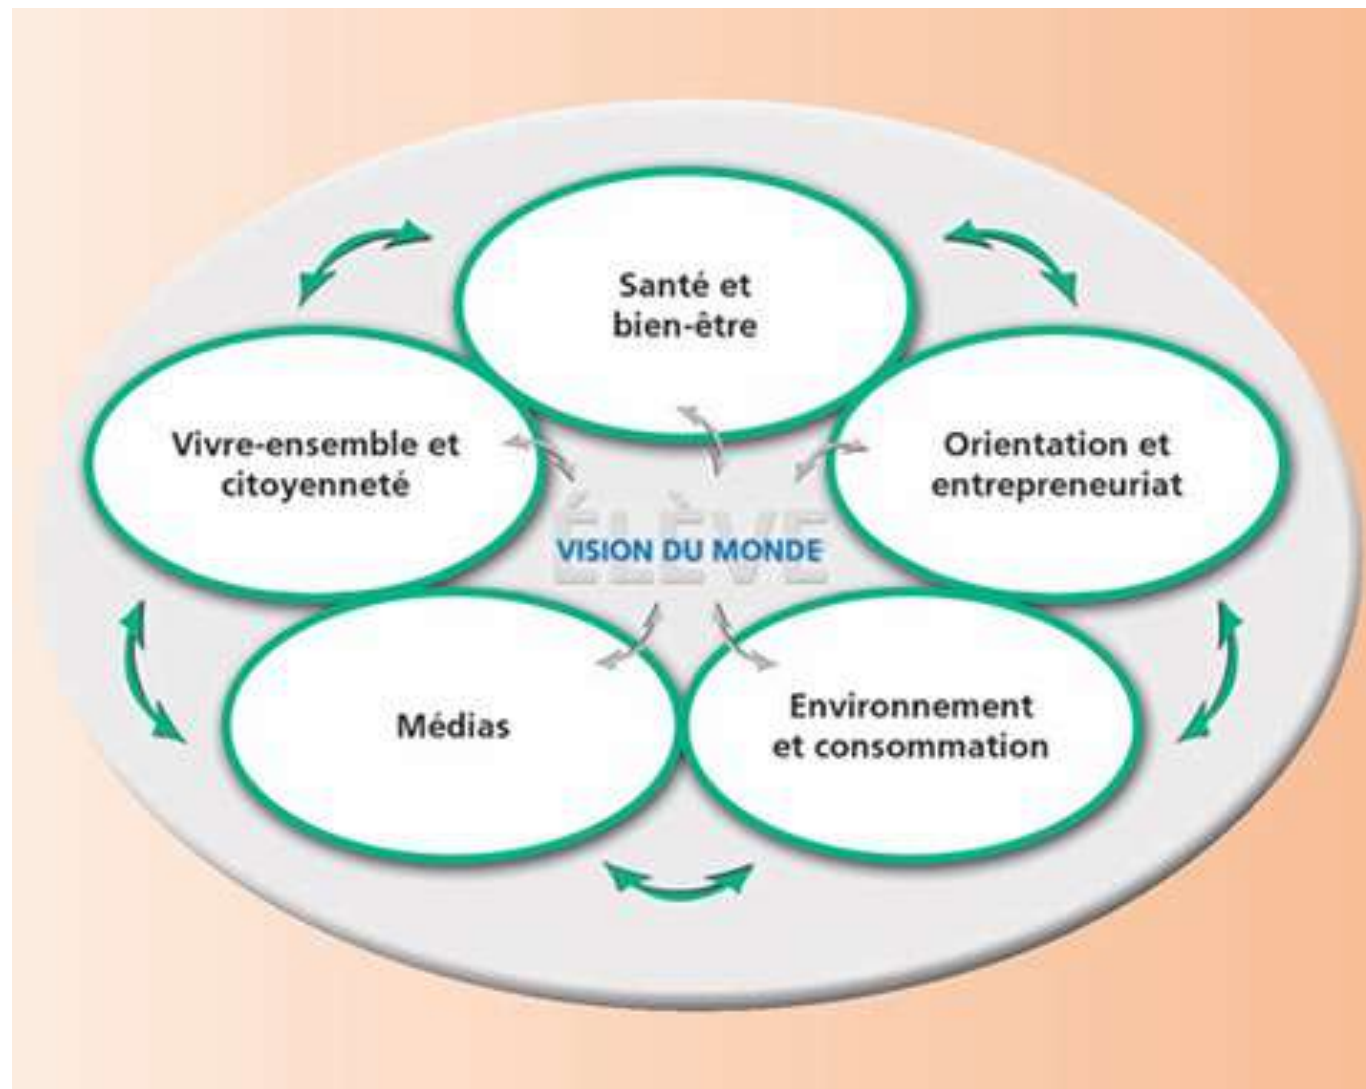 Santé et
bien-être
Vivre-ensemble et
citoyenneté
Orientation et
entrepreneuriat
ÉLÈVE
VISION DU MONDE
Médias
Environnement
et consommation